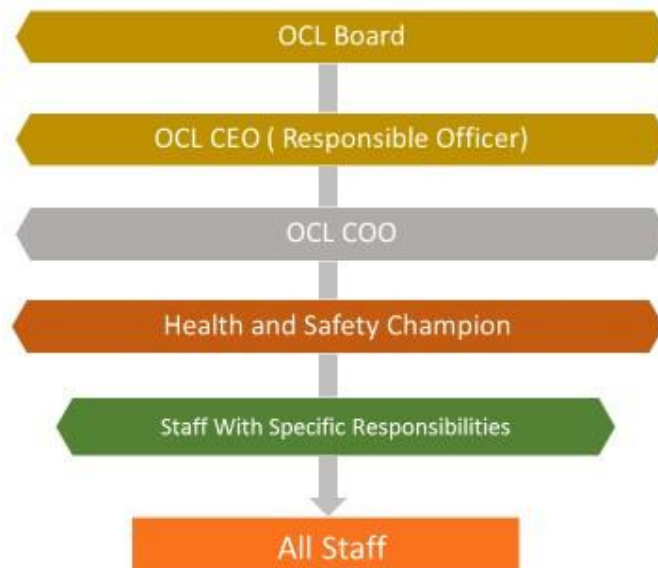 OCL Board
OCL CEO ( Responsible Officer)
OCL COO
Health and Safety Champion
Staff With Specific Responsibilities
All Staff